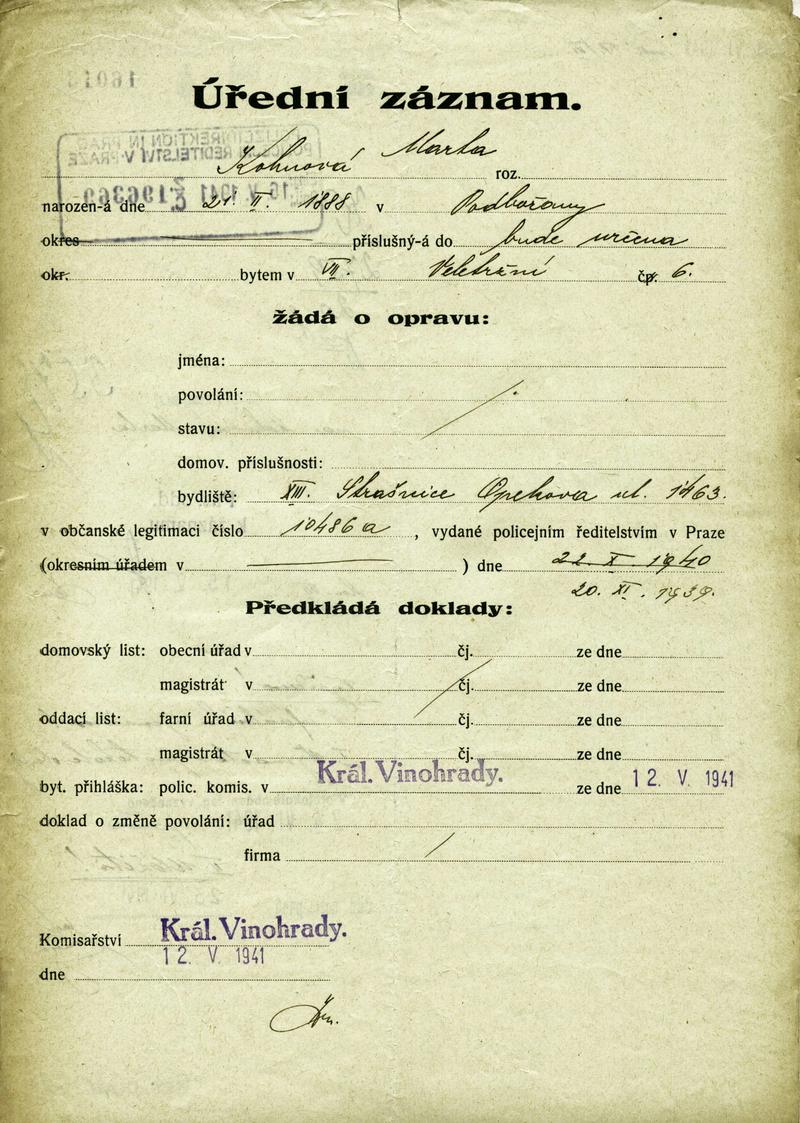 Úřední záznam.
Kohnová Marta roz.
narozen-á dne 21. II. 1888 v Podbořany
okres příslušný-á do bude určena
okr. bytem v VII. Veletržní čp. 6.
žádá o opravu:
jména:
povolání:
stavu:
domov. příslušnosti:
bydliště: XIII. Strašnice ul. 1463.
v občanské legitimaci číslo 10486a, vydané policejním ředitelstvím v Praze
(okresním úřadem v ) dne 22. X. 1940
20. XI. 1939.
Předkládá doklady:
domovský list: obecní úřad v čj. ze dne
magistrát v čj. ze dne
oddací list: farní úřad v čj. ze dne
magistrát v čj. ze dne
byt. přihláška: polic. komis. v Král. Vinohrady. ze dne 12. V. 1941
doklad o změně povolání: úřad
firma
Komisařství Král. Vinohrady.
12. V. 1941
dne